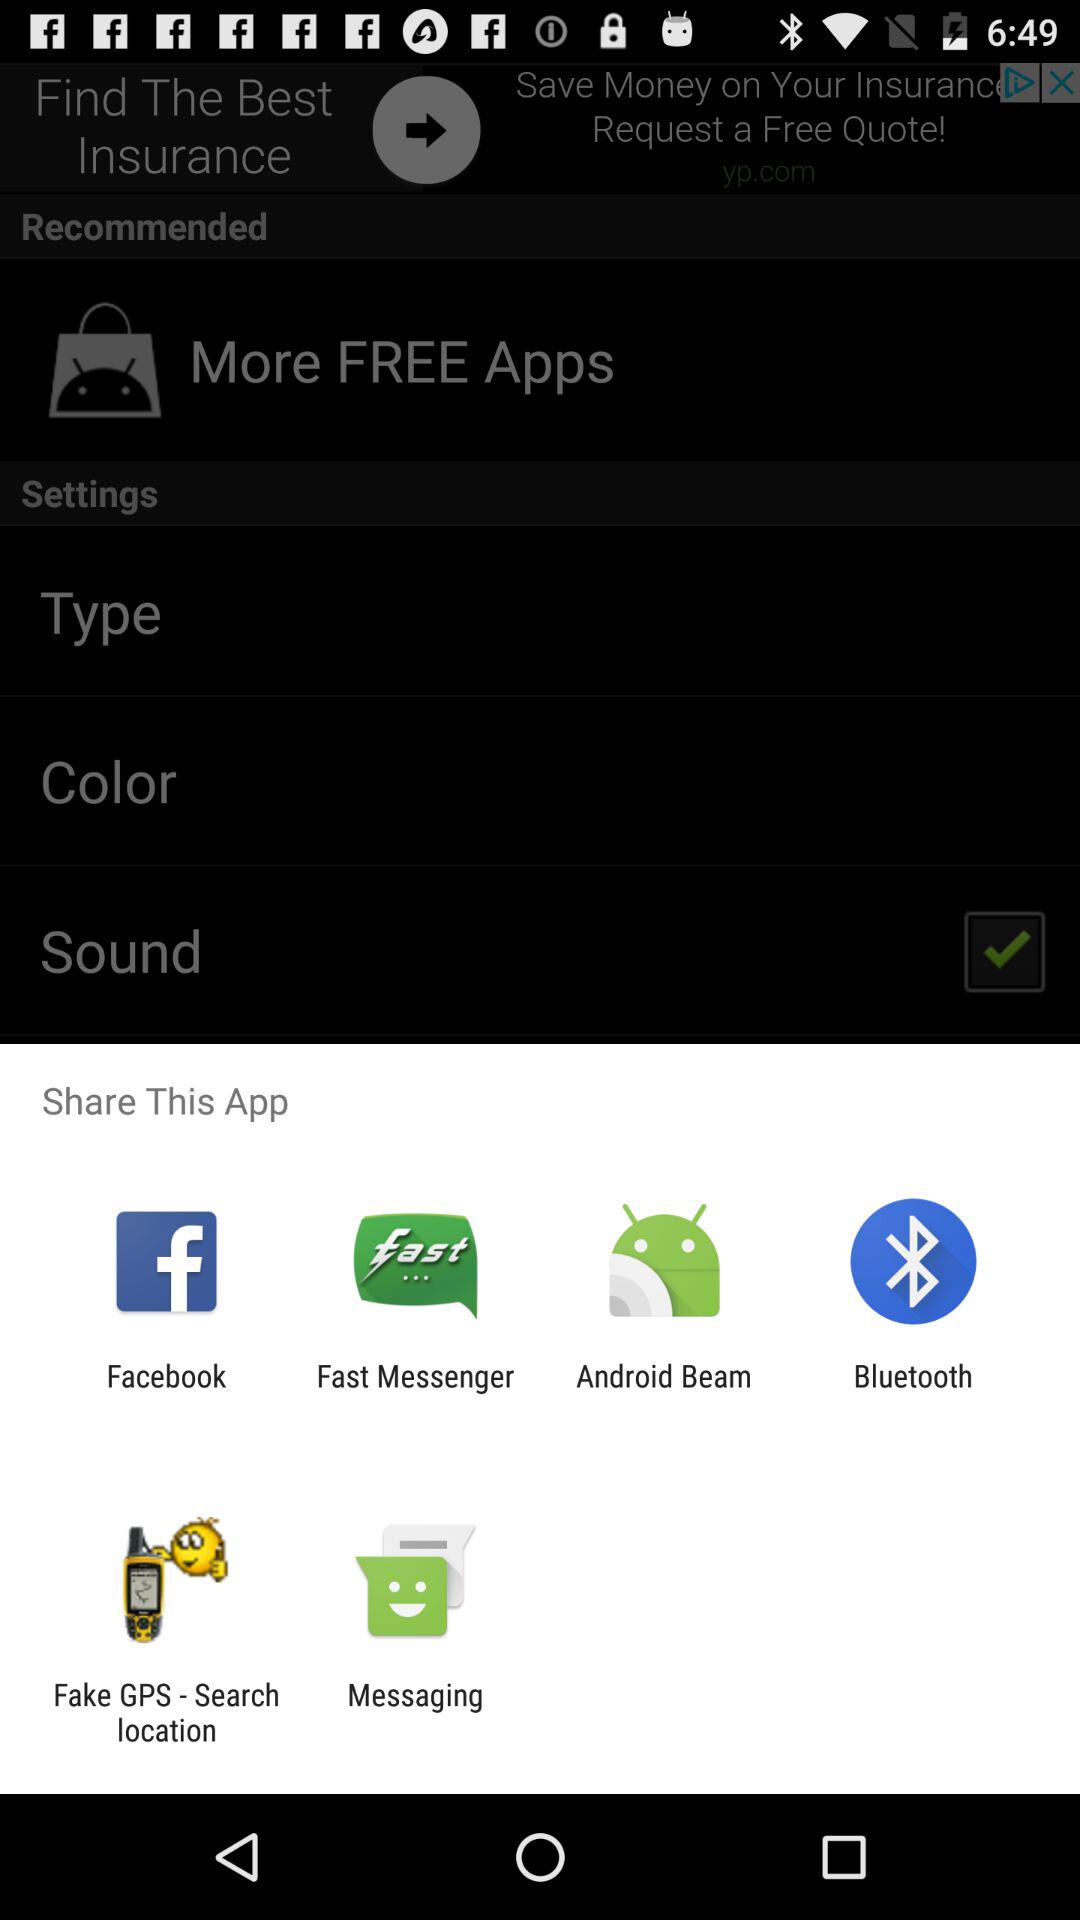 6:49
Find The Best
Insurance
Save Money on Your Insurance
Request a Free Quote!
yp.com
Recommended
More FREE Apps
Settings
Type
Color
Sound
Share This App
Facebook
fast
Fast Messenger
Android Beam
Bluetooth
Fake GPS - Search
location
Messaging